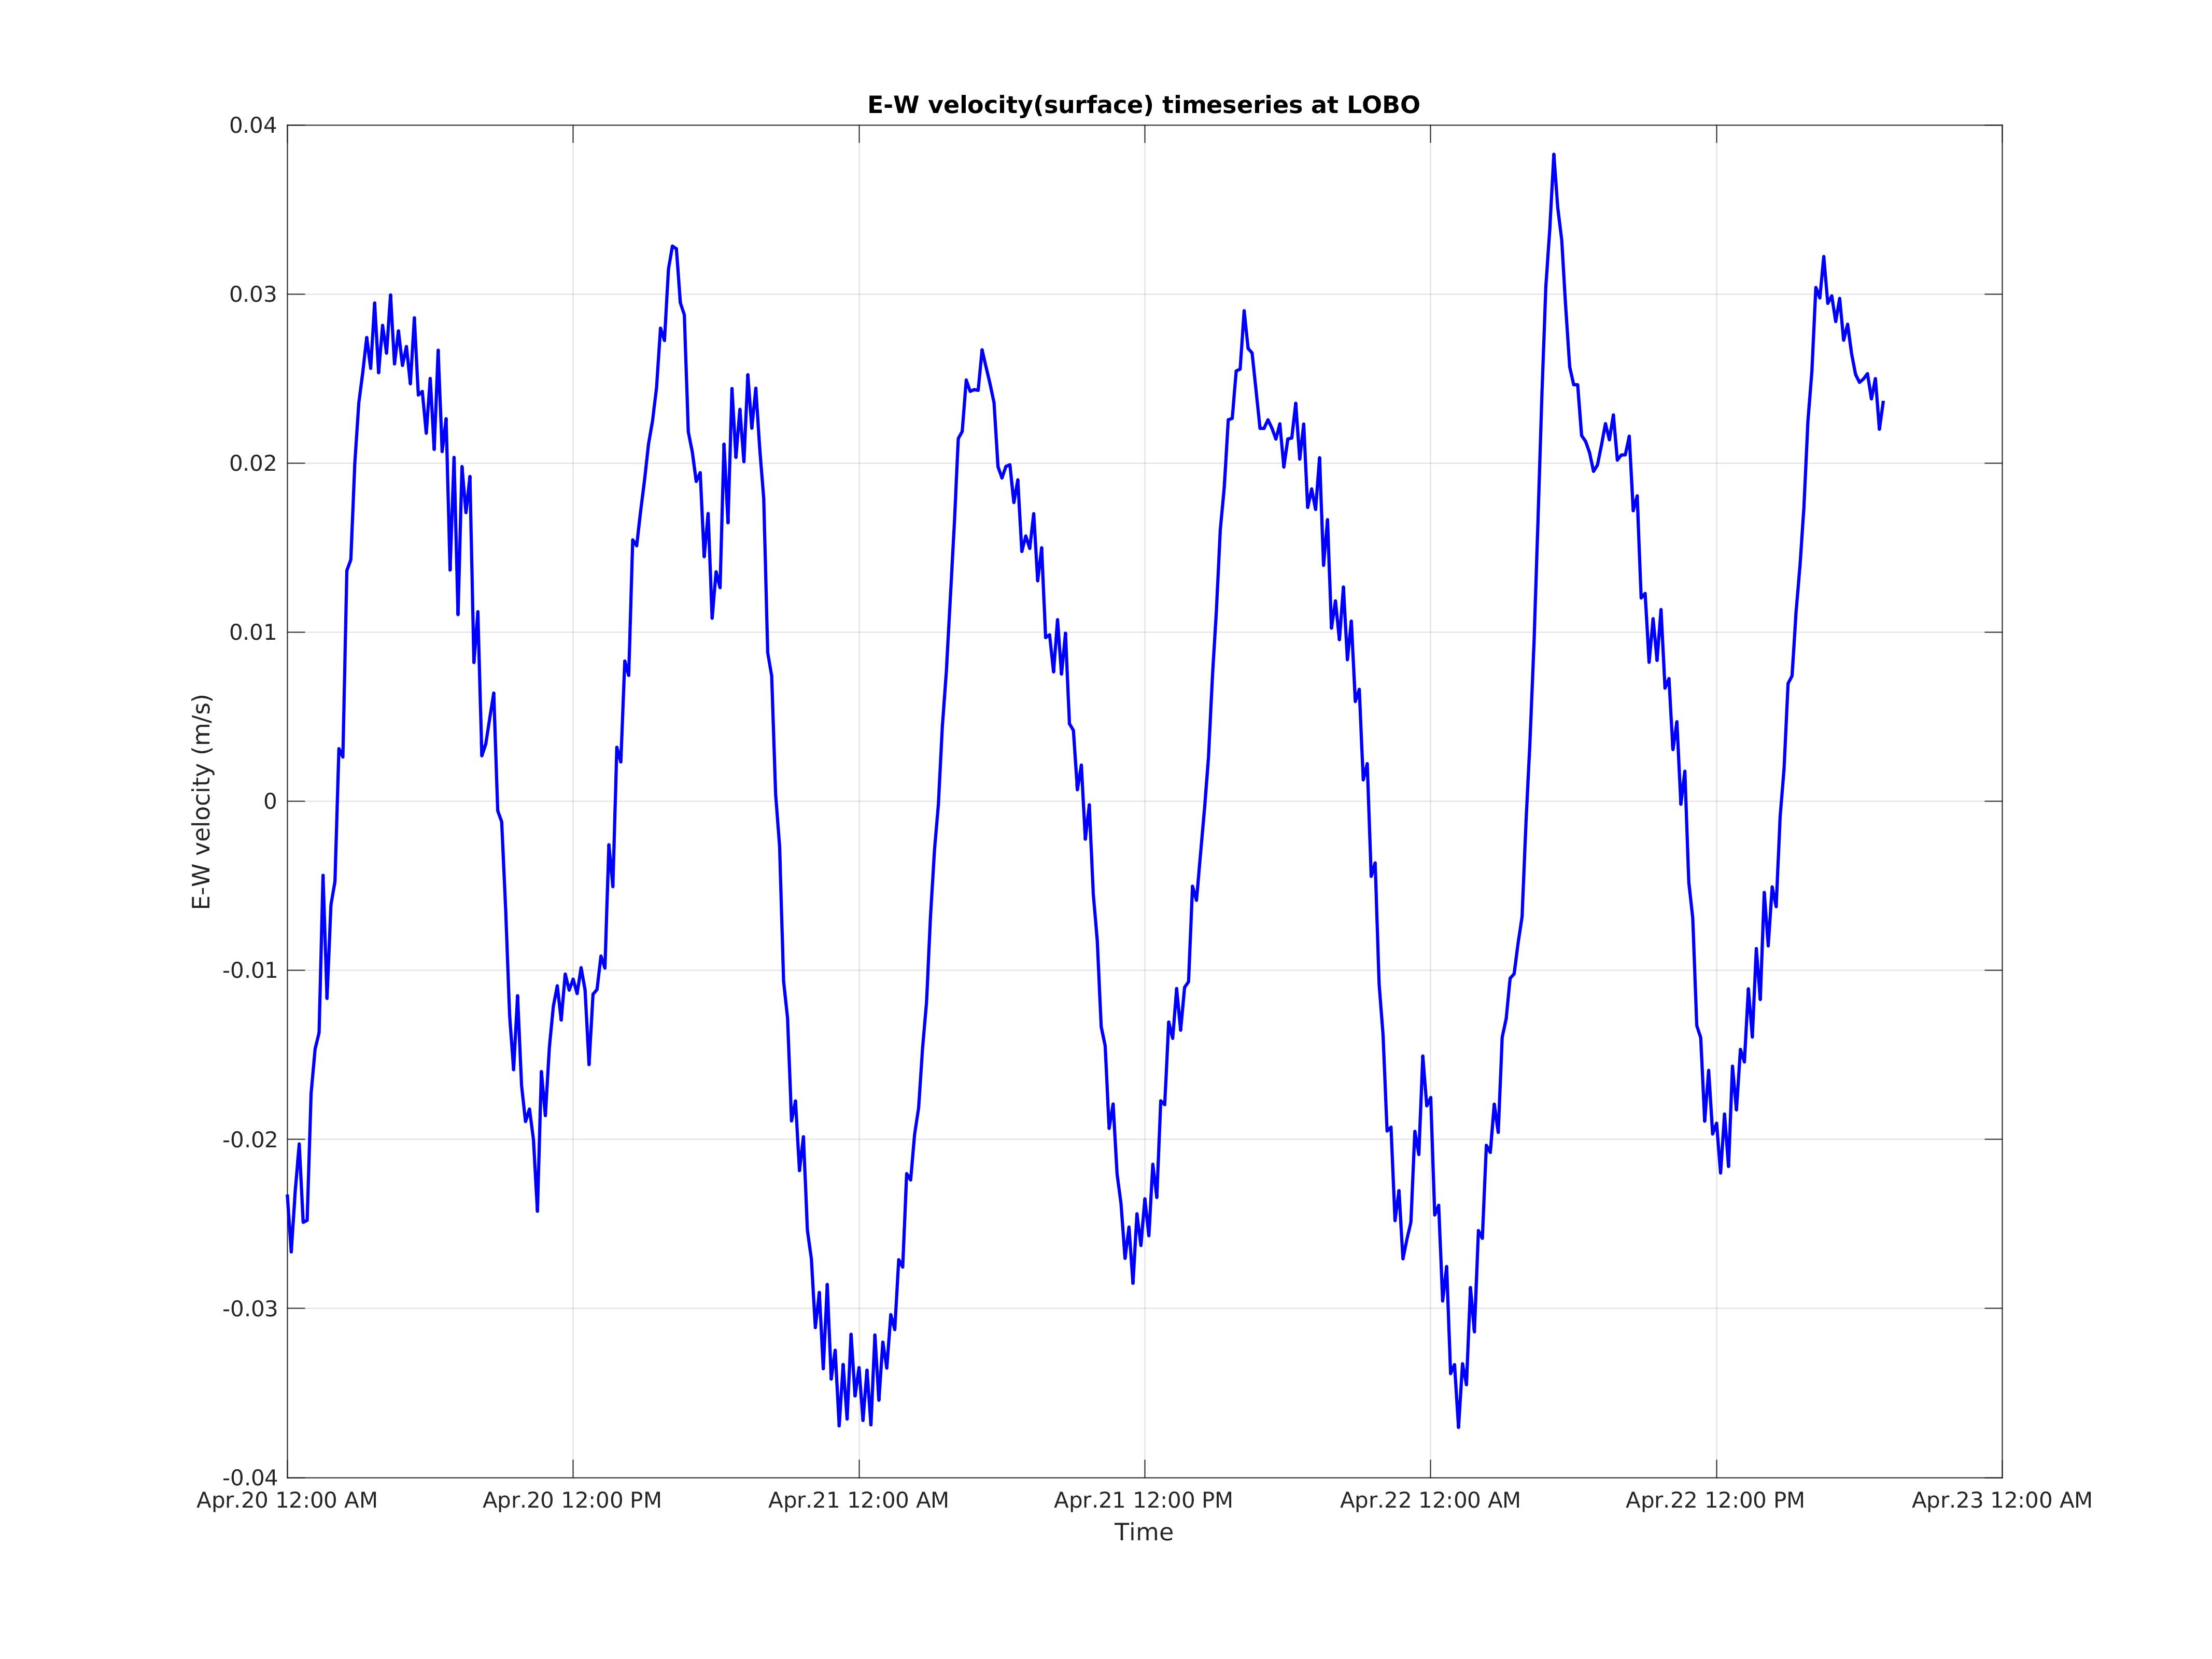 E-W velocity(surface) timeseries at LOBO
0.04
0.03
0.02
0.01
0
-0.01
-0.02
-0.03
-0.04
E-W velocity (m/s)
Apr.20 12:00 AM Apr.20 12:00 PM Apr.21 12:00 AM Apr.21 12:00 PM Apr.22 12:00 AM Apr.22 12:00 PM Apr.23 12:00 AM
Time